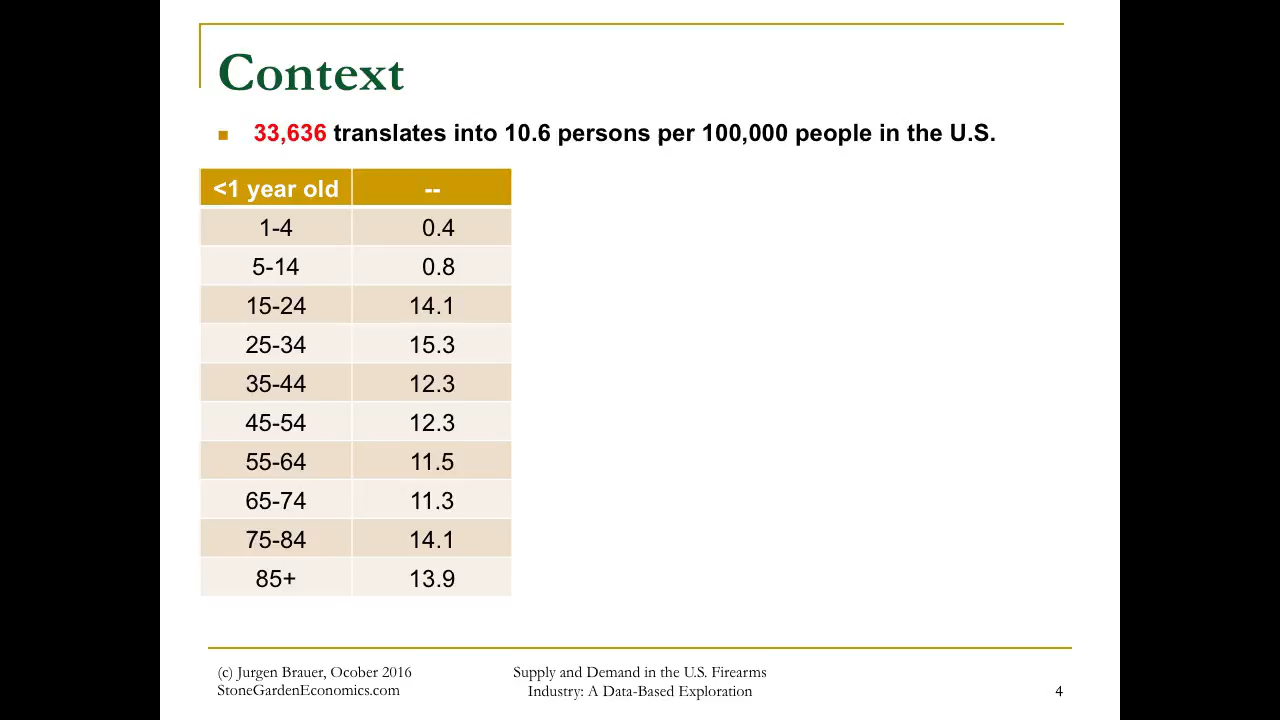 Context
33,636 translates into 10.6 persons per 100,000 people in the U.S.
<1 year old --
1-4 0.4
5-14 0.8
15-24 14.1
25-34 15.3
35-44 12.3
45-54 12.3
55-64 11.5
65-74 11.3
75-84 14.1
85+ 13.9
(c) Jurgen Brauer, Ocober 2016
StoneGardenEconomics.com
Supply and Demand in the U.S. Firearms
Industry: A Data-Based Exploration
4